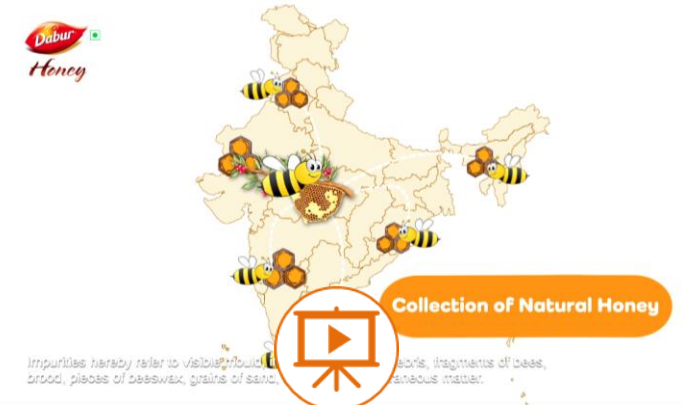 Dabur
Honey
Collection of Natural Honey
Impurities hereby refer to visible mould, debris, fragments of bees,
brood, pieces of beeswax, grains of sand, matter.